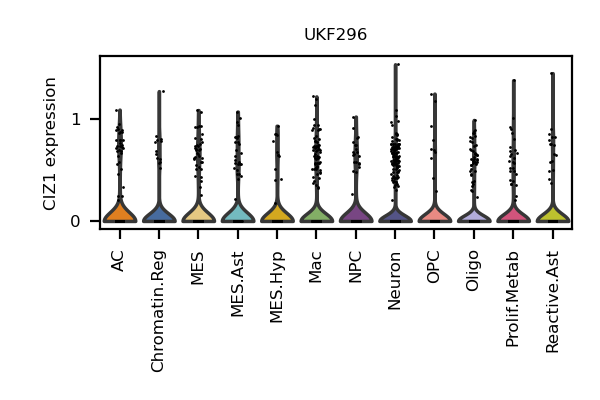 UKF296
CIZ1 expression
1
0
AC
Chromatin.Reg
MES
MES.Ast
MES.Hyp
Mac
NPC
Neuron
OPC
Oligo
Prolif.Metab
Reactive.Ast